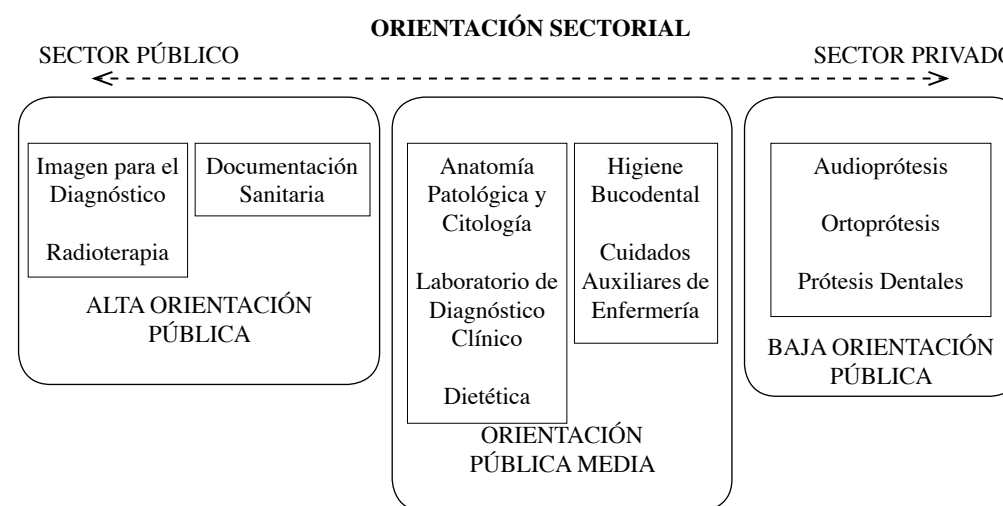 ORIENTACIÓN SECTORIAL
SECTOR PÚBLICO
SECTOR PRIVADO
Imagen para el
Diagnóstico
Radioterapia
Documentación
Sanitaria
ALTA ORIENTACIÓN
PÚBLICA
Anatomía
Patológica y
Citología
Laboratorio de
Diagnóstico
Clínico
Dietética
Higiene
Bucodental
Cuidados
Auxiliares de
Enfermería
ORIENTACIÓN
PÚBLICA MEDIA
Audioprótesis
Ortoprótesis
Prótesis Dentales
BAJA ORIENTACIÓN
PÚBLICA